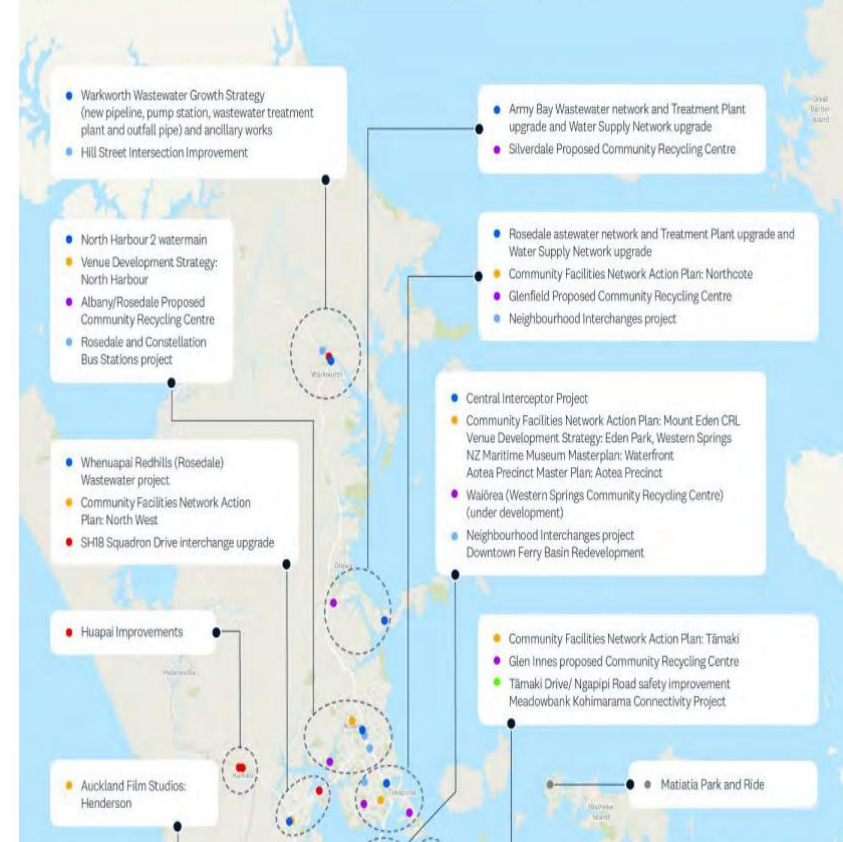 Warkworth Wastewater Growth Strategy
(new pipeline, pump station, wastewater treatment
plant and outfall pipe) and ancillary works
Hill Street Intersection Improvement
Army Bay Wastewater network and Treatment Plant
upgrade and Water Supply Network upgrade
Silverdale Proposed Community Recycling Centre
Great
Barrier
Island
North Harbour 2 watermain
Venue Development Strategy:
North Harbour
Albany/Rosedale Proposed
Community Recycling Centre
Rosedale and Constellation
Bus Stations project
Rosedale astewater network and Treatment Plant upgrade and
Water Supply Network upgrade
Community Facilities Network Action Plan: Northcote
Glenfield Proposed Community Recycling Centre
Neighbourhood Interchanges project
Warkworth
Central Interceptor Project
Community Facilities Network Action Plan: Mount Eden CRL
Venue Development Strategy: Eden Park, Western Springs
NZ Maritime Museum Masterplan: Waterfront
Aotea Precinct Master Plan: Aotea Precinct
Waiōrea (Western Springs Community Recycling Centre)
(under development)
Neighbourhood Interchanges project
Downtown Ferry Basin Redevelopment
Whenuapai Redhills (Rosedale)
Wastewater project
Community Facilities Network Action
Plan: North West
SH18 Squadron Drive interchange upgrade
Orewa
Huapai Improvements
Helensville
Community Facilities Network Action Plan: Tāmaki
Glen Innes proposed Community Recycling Centre
Tāmaki Drive/ Ngapipi Road safety improvement
Meadowbank Kohimarama Connectivity Project
Kumeu
Auckland Film Studios:
Henderson
Takapuna
Matiatia Park and Ride
Waiheke
Island